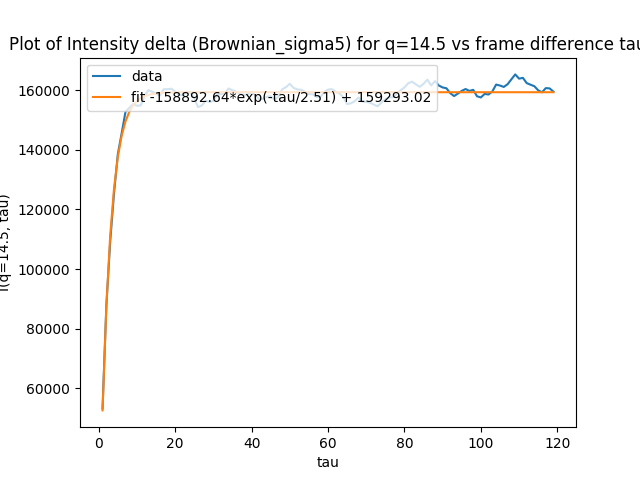 Plot of Intensity delta (Brownian_sigma5) for q=14.5 vs frame difference tau
data
fit -158892.64*exp(-tau/2.51) + 159293.02
160000
140000
120000
100000
80000
60000
I(q=14.5, tau)
0
20
40
60
80
100
120
tau